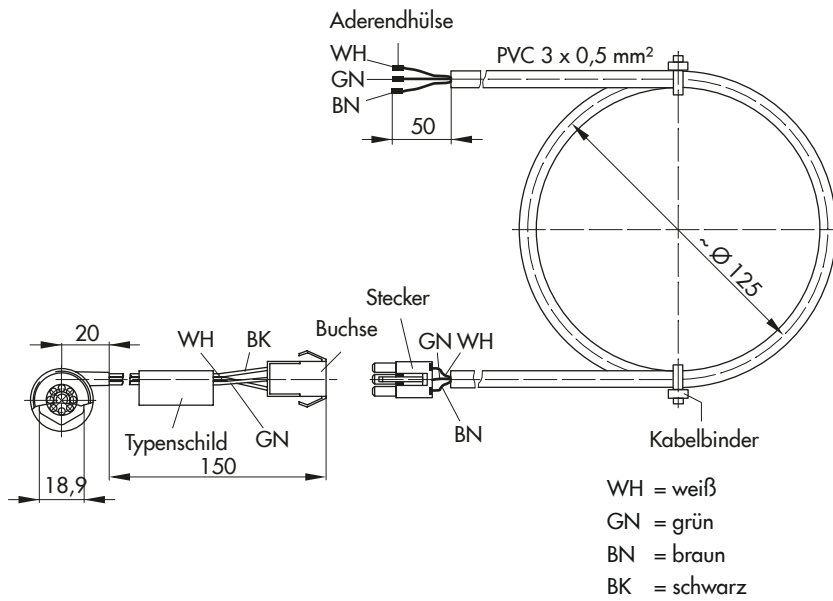 Aderendhülse
WH
PVC 3 x 0,5 mm²
GN
BN
50
~ Ø 125
Stecker
20
WH
BK
Buchse
GN WH
Typenschild
GN
BN
Kabelbinder
150
18,9
WH = weiß
GN = grün
BN = braun
BK = schwarz